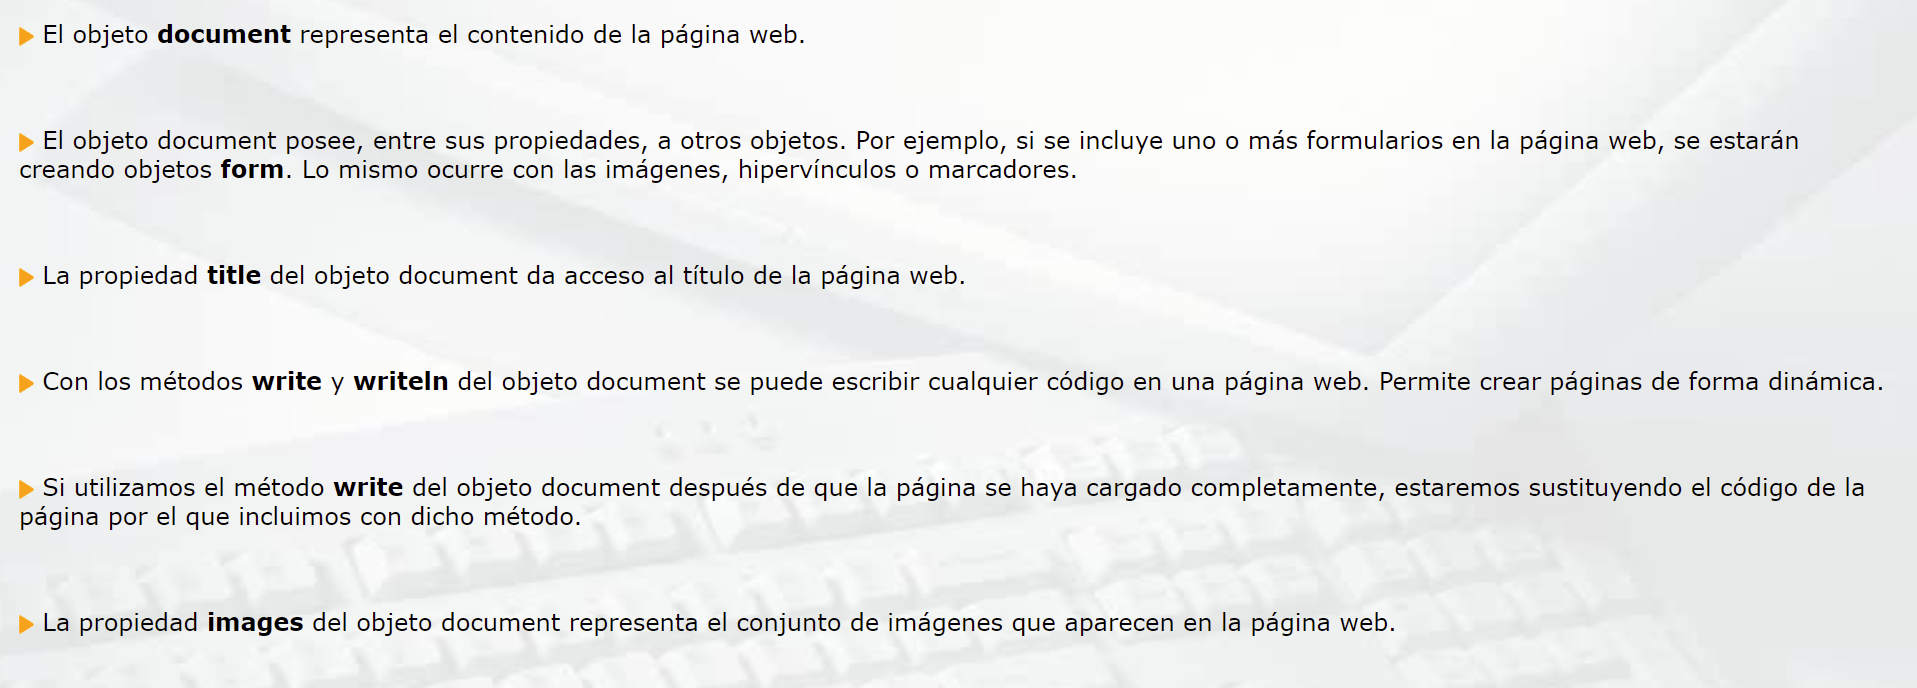 El objeto document representa el contenido de la página web.
El objeto document posee, entre sus propiedades, a otros objetos. Por ejemplo, si se incluye uno o más formularios en la página web, se estarán
creando objetos form. Lo mismo ocurre con las imágenes, hipervínculos o marcadores.
La propiedad title del objeto document da acceso al título de la página web.
Con los métodos write y writeln del objeto document se puede escribir cualquier código en una página web. Permite crear páginas de forma dinámica.
Si utilizamos el método write del objeto document después de que la página se haya cargado completamente, estaremos sustituyendo el código de la
página por el que incluimos con dicho método.
La propiedad images del objeto document representa el conjunto de imágenes que aparecen en la página web.